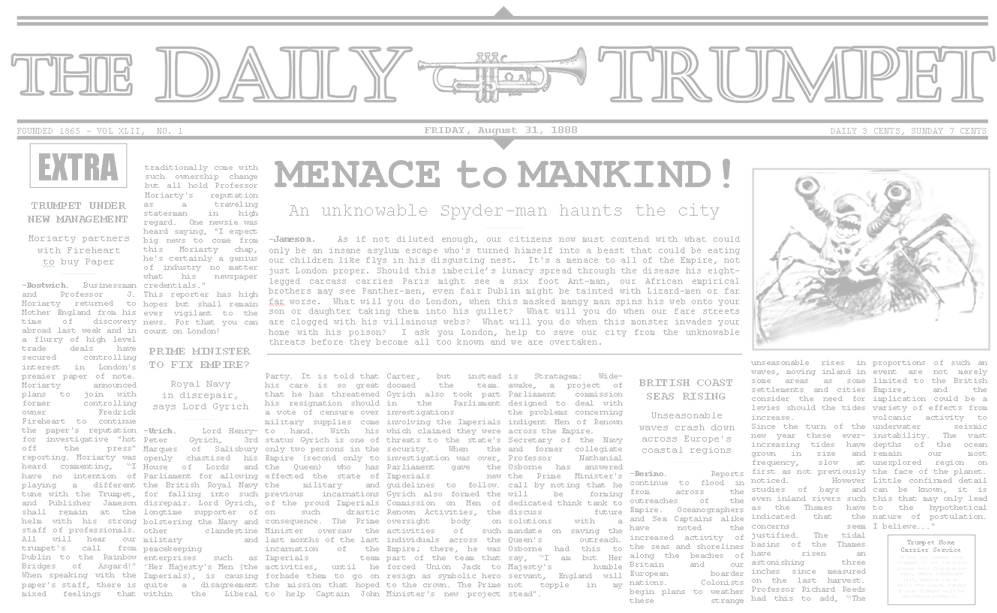 THE DAILY TRUMPET
FOUNDED 1865 - VOL XLII, NO. 1
FRIDAY, August 31, 1888
DAILY 3 CENTS, SUNDAY 7 CENTS
EXTRA
TRUMPET UNDER
NEW MANAGEMENT
Moriarty partners
with Fireheart
to buy Paper
-Bostwick. Businessman
and Professor J.
Moriarty returned to
Mother England from his
time of discovery
abroad last week and in
a flurry of high level
trade deals have
secured controlling
interest in London's
premier paper of note.
Moriarty announced
plans to join with
former controlling
owner Fredrick
Fireheart to continue
the paper's reputation
for investigative "hot
off the press"
reporting. Moriarty was
heard commenting, "I
have no intention of
playing a different
tune with the Trumpet,
and Publisher Jameson
shall remain at the
helm with his strong
staff of professionals.
All will hear our
trumpet's call from
Dublin to the Rainbow
Bridges of Asgard!"
When speaking with the
paper's staff, there is
mixed feelings that
traditionally come with
such ownership change
but all hold Professor
Moriarty's reputation
as a traveling
statesman in high
regard. One newsie was
heard saying, "I expect
big news to come from
this Moriarty chap,
he's certainly a genius
of industry no matter
what his newspaper
credentials."
This reporter has high
hopes but shall remain
ever vigilant to the
news. For that you can
count on London!
PRIME MINISTER
TO FIX EMPIRE?
Royal Navy
in disrepair,
says Lord Gyrich
-Urich. Lord Henry-
Peter Gyrich, 3rd
Marques of Salisbury
openly chastised his
House of Lords and
Parliament for allowing
the British Royal Navy
for falling into such
disrepair. Lord Gyrich,
longtime supporter of
bolstering the Navy and
other clandestine
military and
peacekeeping
enterprises such as
'Her Majesty's Men (the
Imperials), is causing
quite a disagreement
within the Liberal
MENACE to MANKIND!
An unknowable Spyder-man haunts the city
-Jameson. As if not diluted enough, our citizens now must contend with what could
only be an insane asylum escape who's turned himself into a beast that could be eating
our children like flys in his disgusting nest. It's a menace to all of the Empire, not
just London proper. Should this imbecile's lunacy spread through the disease his eight-
legged carcass carries Paris might see a six foot Ant-man, our African empirical
brothers may see Panther-men, even fair Dublin might be tainted with Lizard-men or far
far worse. What will you do London, when this masked mangy man spins his web onto your
son or daughter taking them into his gullet? What will you do when our fare streets
are clogged with his villainous webs? What will you do when this monster invades your
home with his poison? I ask you London, help to save our city from the unknowable
threats before they become all too known and we are overtaken.
Party. It is told that
his care is so great
that he has threatened
his resignation should
a vote of censure over
military supplies come
to hand. With his
status Gyrich is one of
only two persons in the
Empire (second only to
the Queen) who has
effected the state of
the military and
previous incarnations
of the proud Imperials
on such drastic
consequence. The Prime
Minister oversaw the
last months of the last
incarnation of the
Imperials team
activities, until he
forbade them to go on
the mission that hoped
to help Captain John
Carter, but instead
doomed the team.
Gyrich also took part
in the Parliament
investigations
involving the Imperials
which claimed they were
threats to the state's
security. When the
investigation was over,
Parliament gave the
Imperials new
guidelines to follow.
Gyrich also formed the
Commission on Men of
Renown Activities, the
oversight body on
activities of such
individuals across the
Empire; there, he was
part of the team that
forced Union Jack to
resign as symbolic hero
to the crown. The Prime
Minister's new project
is Stratagem: Wide-
awake, a project of
Parliament commission
designed to deal with
the problems concerning
indigent Men of Renown
across the Empire.
Secretary of the Navy
and former collegiate
Professor Nathanial
Osborne has answered
the Prime Minister's
call by noting that he
will be forming
dedicated think tank to
discuss future
solutions with a
mandate on saving the
Queen's outreach.
Osborne had this to
say, "I am but Her
Majesty's humble
servant, England will
not topple in my
stead".
BRITISH COAST
SEAS RISING
Unseasonable
waves crash down
across Europe's
coastal regions
-Berino. Reports
continue to flood in
from across the
outreaches of the
Empire. Oceanographers
and Sea Captains alike
have noted the
increased activity of
the seas and shorelines
along the beaches of
Britain and our
European boarder
nations. Colonists
begin plans to weather
these strange
unseasonable rises in
waves, moving inland in
some areas as some
settlements and cities
consider the need for
levies should the tides
increase.
Since the turn of the
new year these ever-
increasing tides have
grown in size and
frequency, slow at
first as not previously
noticed. However
studies of bays and
even inland rivers such
as the Thames have
indicated that the
concerns seem
justified. The tidal
basins of the Thames
have risen an
astonishing three
inches since measured
on the last harvest.
Professor Richard Reeds
had this to add, "The
proportions of such an
event are not merely
limited to the British
Empire, and the
implication could be a
variety of effects from
volcanic activity to
underwater seismic
instability. The vast
depths of the ocean
remain our most
unexplored region on
the face of the planet.
Little confirmed detail
can be known, it is
this that may only lead
to the hypothetical
nature of postulation.
I believe..."
Trumpet Home
Carrier Service